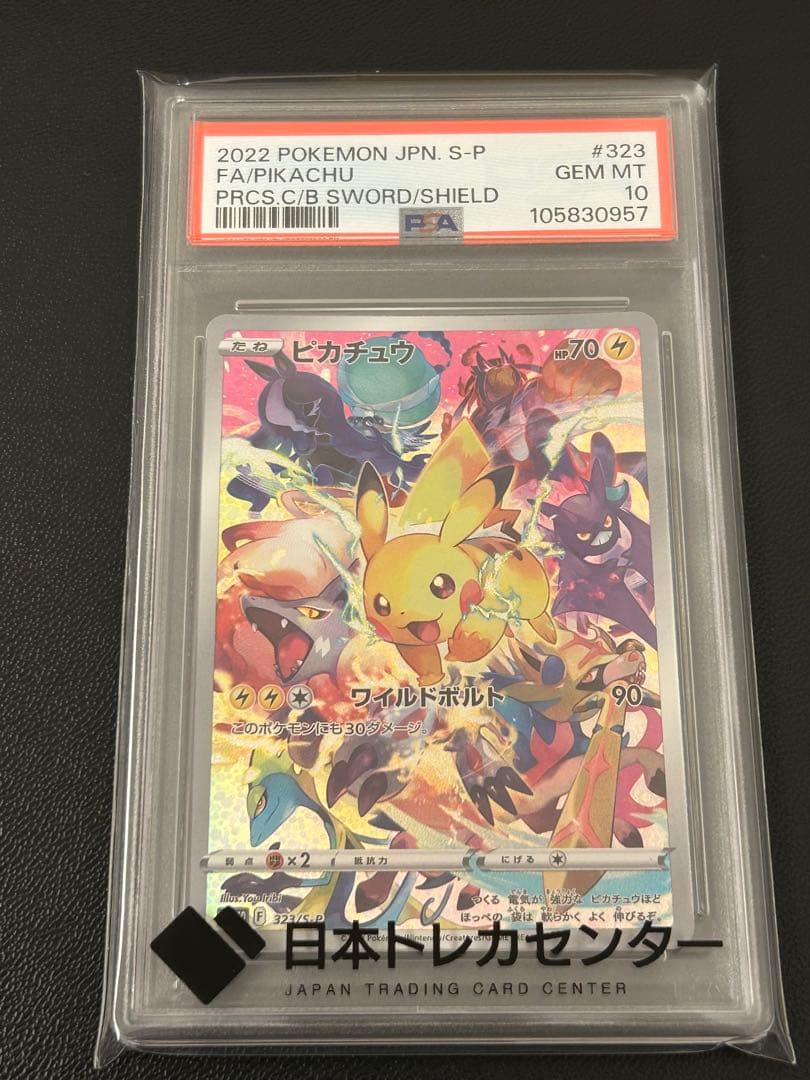 2022 POKEMON JPN. S-P #323
FA/PIKACHU GEM MT
PRCS.C/B SWORD/SHIELD 10
PSA 105830957
たね ピカチュウ HP70
ワイルドボルト 90
このポケモンにも30ダメージ。
弱点 ×2 抵抗力 にげる
Illus.You Iribi
つくる 電気が 強力な ピカチュウほど
F 323/S-P
ほっぺの 袋は 軟らかく よく 伸びるぞ。
日本トレカセンター
JAPAN TRADING CARD CENTER